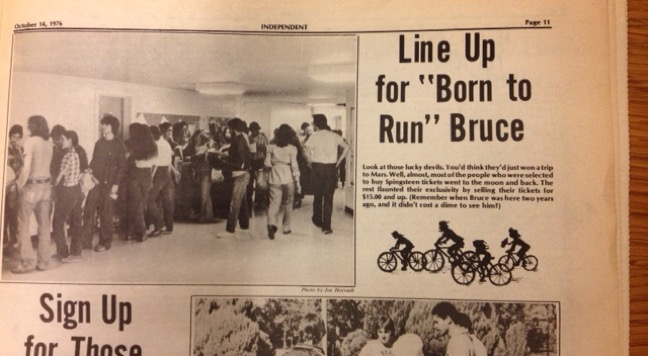 October 14, 1976
INDEPENDENT
Page 11
Line Up
for "Born to
Run" Bruce
Look at those lucky devils. You'd think they'd just won a trip
to Mars. Well, almost, most of the people who were selected
to buy Spingsteen tickets went to the moon and back. The
rest flaunted their exclusivity by selling their tickets for
$15.00 and up. (Remember when Bruce was here two years
ago, and it didn't cost a dime to see him?)
Photo by Joe Horvath
Sign Up
for Those